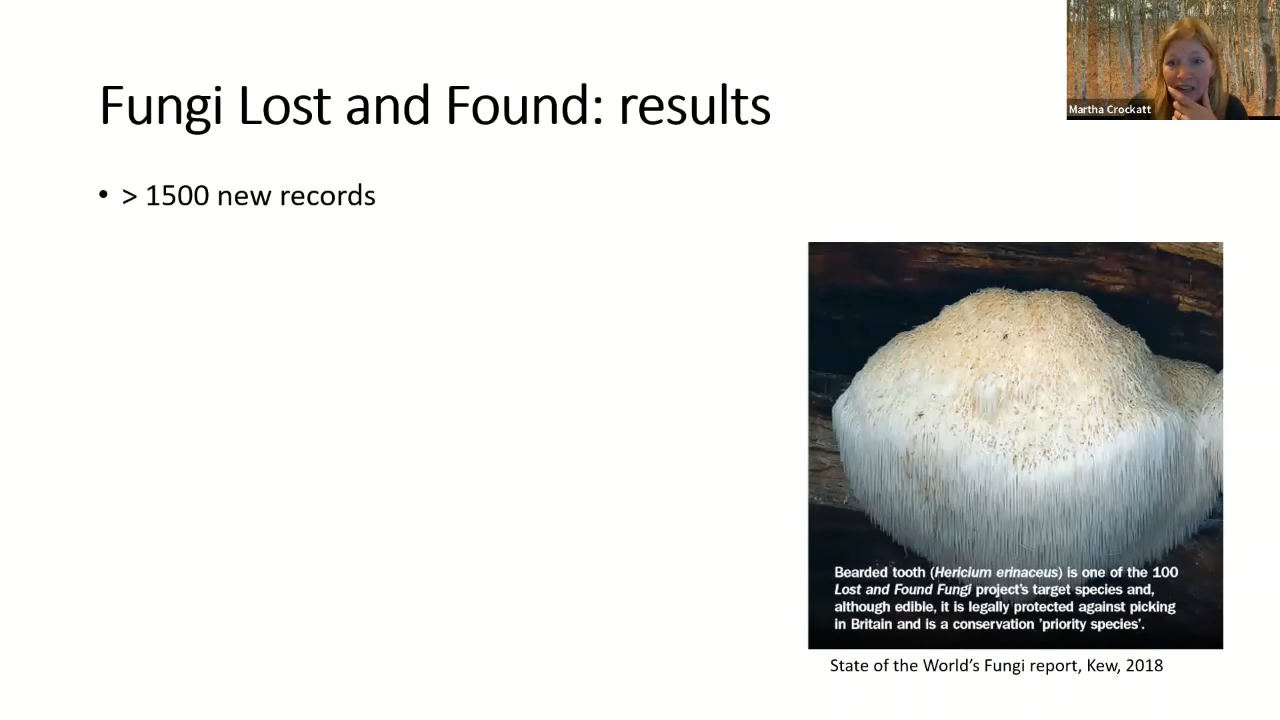 Martha Crockatt
Fungi Lost and Found: results
• > 1500 new records
Bearded tooth (Hericium erinaceus) is one of the 100
Lost and Found Fungi project's target species and,
although edible, it is legally protected against picking
in Britain and is a conservation 'priority species'.
State of the World's Fungi report, Kew, 2018